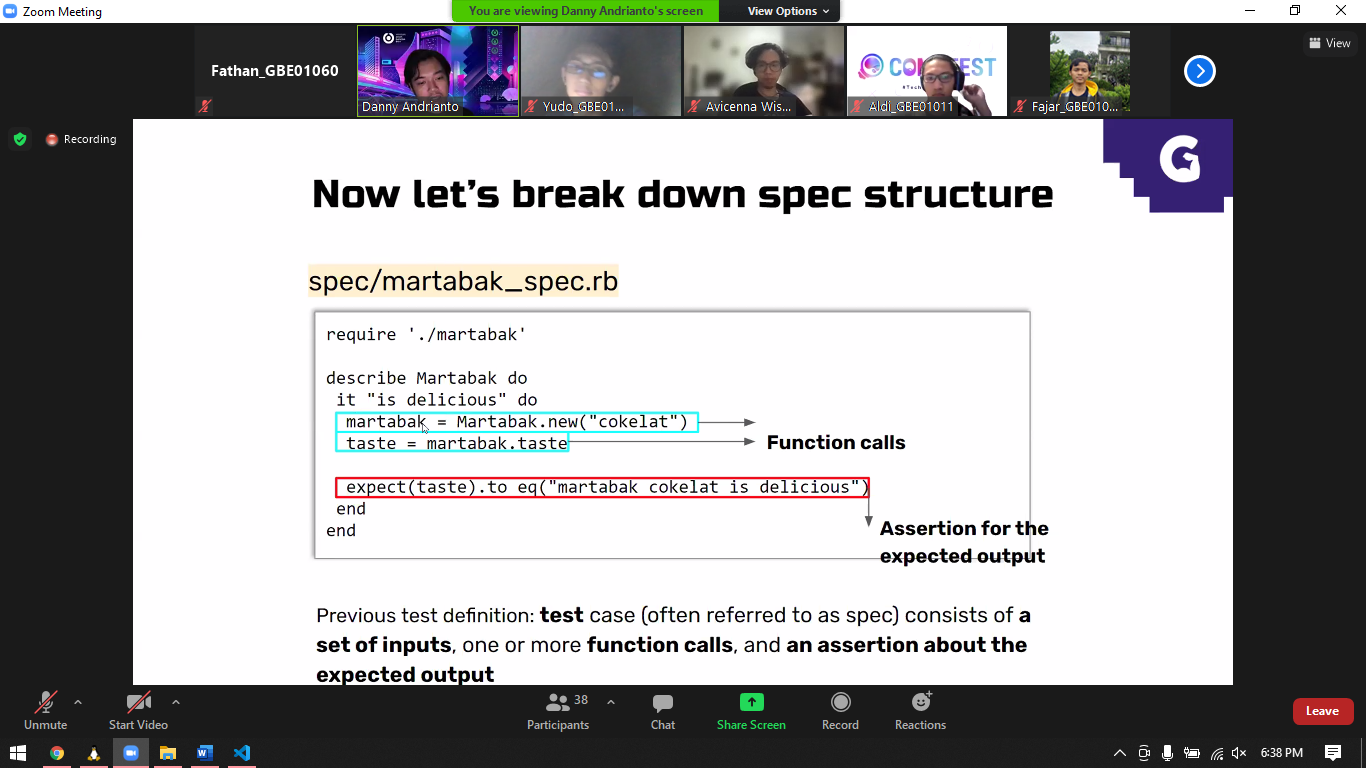 Zoom Meeting
You are viewing Danny Andrianto's screen
View Options
Fathan_GBE01060
Danny Andrianto
Yudo_GBE01...
Avicenna Wis...
CONTEST
Aldi_GBE01011
Fajar_GBE010...
View
Recording
G
Now let's break down spec structure
spec/martabak_spec.rb
require './martabak'
describe Martabak do
it "is delicious" do
martabak = Martabak.new("cokelat")
taste = martabak.taste
Function calls
expect(taste).to eq("martabak cokelat is delicious")
end
end
Assertion for the
expected output
Previous test definition: test case (often referred to as spec) consists of a
set of inputs, one or more function calls, and an assertion about the
expected output
Unmute
Start Video
38
Participants
Chat
Share Screen
Record
Reactions
Leave
6:38 PM